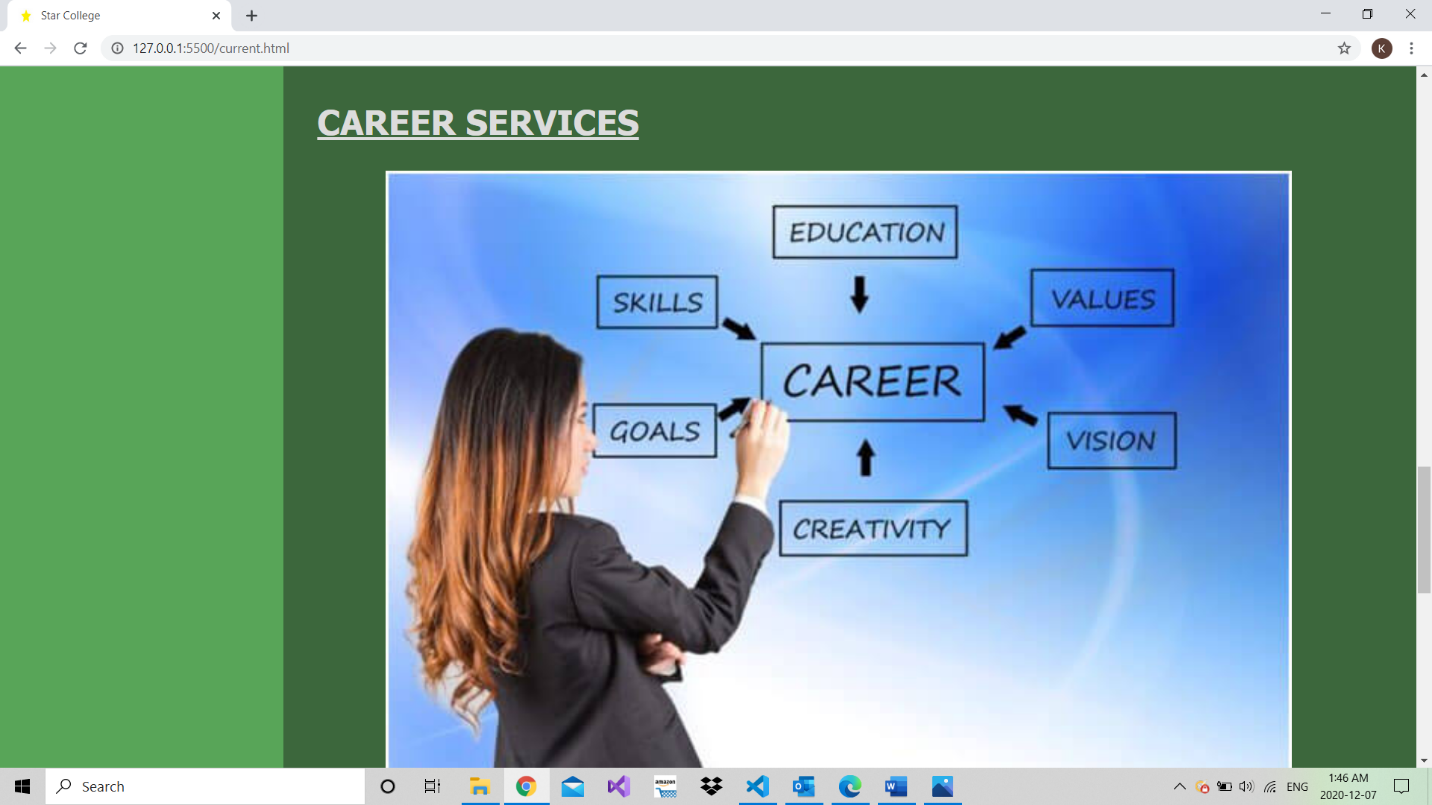 Star College
127.0.0.1:5500/current.html
K
CAREER SERVICES
EDUCATION
SKILLS
VALUES
CAREER
GOALS
VISION
CREATIVITY
Search
amazon
ENG
1:46 AM
2020-12-07